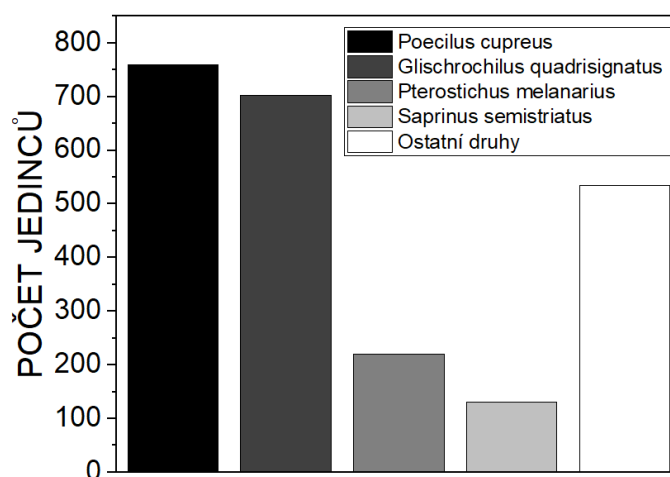 POČET JEDINCŮ
800
700
600
500
400
300
200
100
0
Poecilus cupreus
Glischrochilus quadrisignatus
Pterostichus melanarius
Saprinus semistriatus
Ostatní druhy